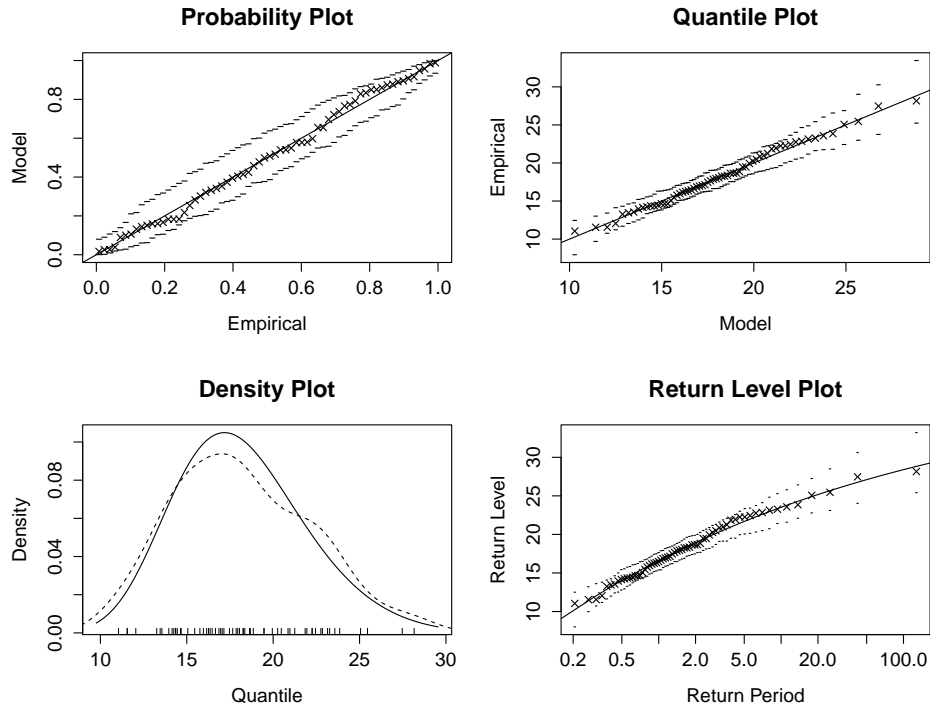 Probability Plot
Model
0.0 0.4 0.8
0.0 0.2 0.4 0.6 0.8 1.0
Empirical
Quantile Plot
Empirical
10 15 20 25 30
10 15 20 25
Model
Density Plot
Density
0.00 0.04 0.08
10 15 20 25 30
Quantile
Return Level Plot
Return Level
10 15 20 25 30
0.2 0.5 2.0 5.0 20.0 100.0
Return Period